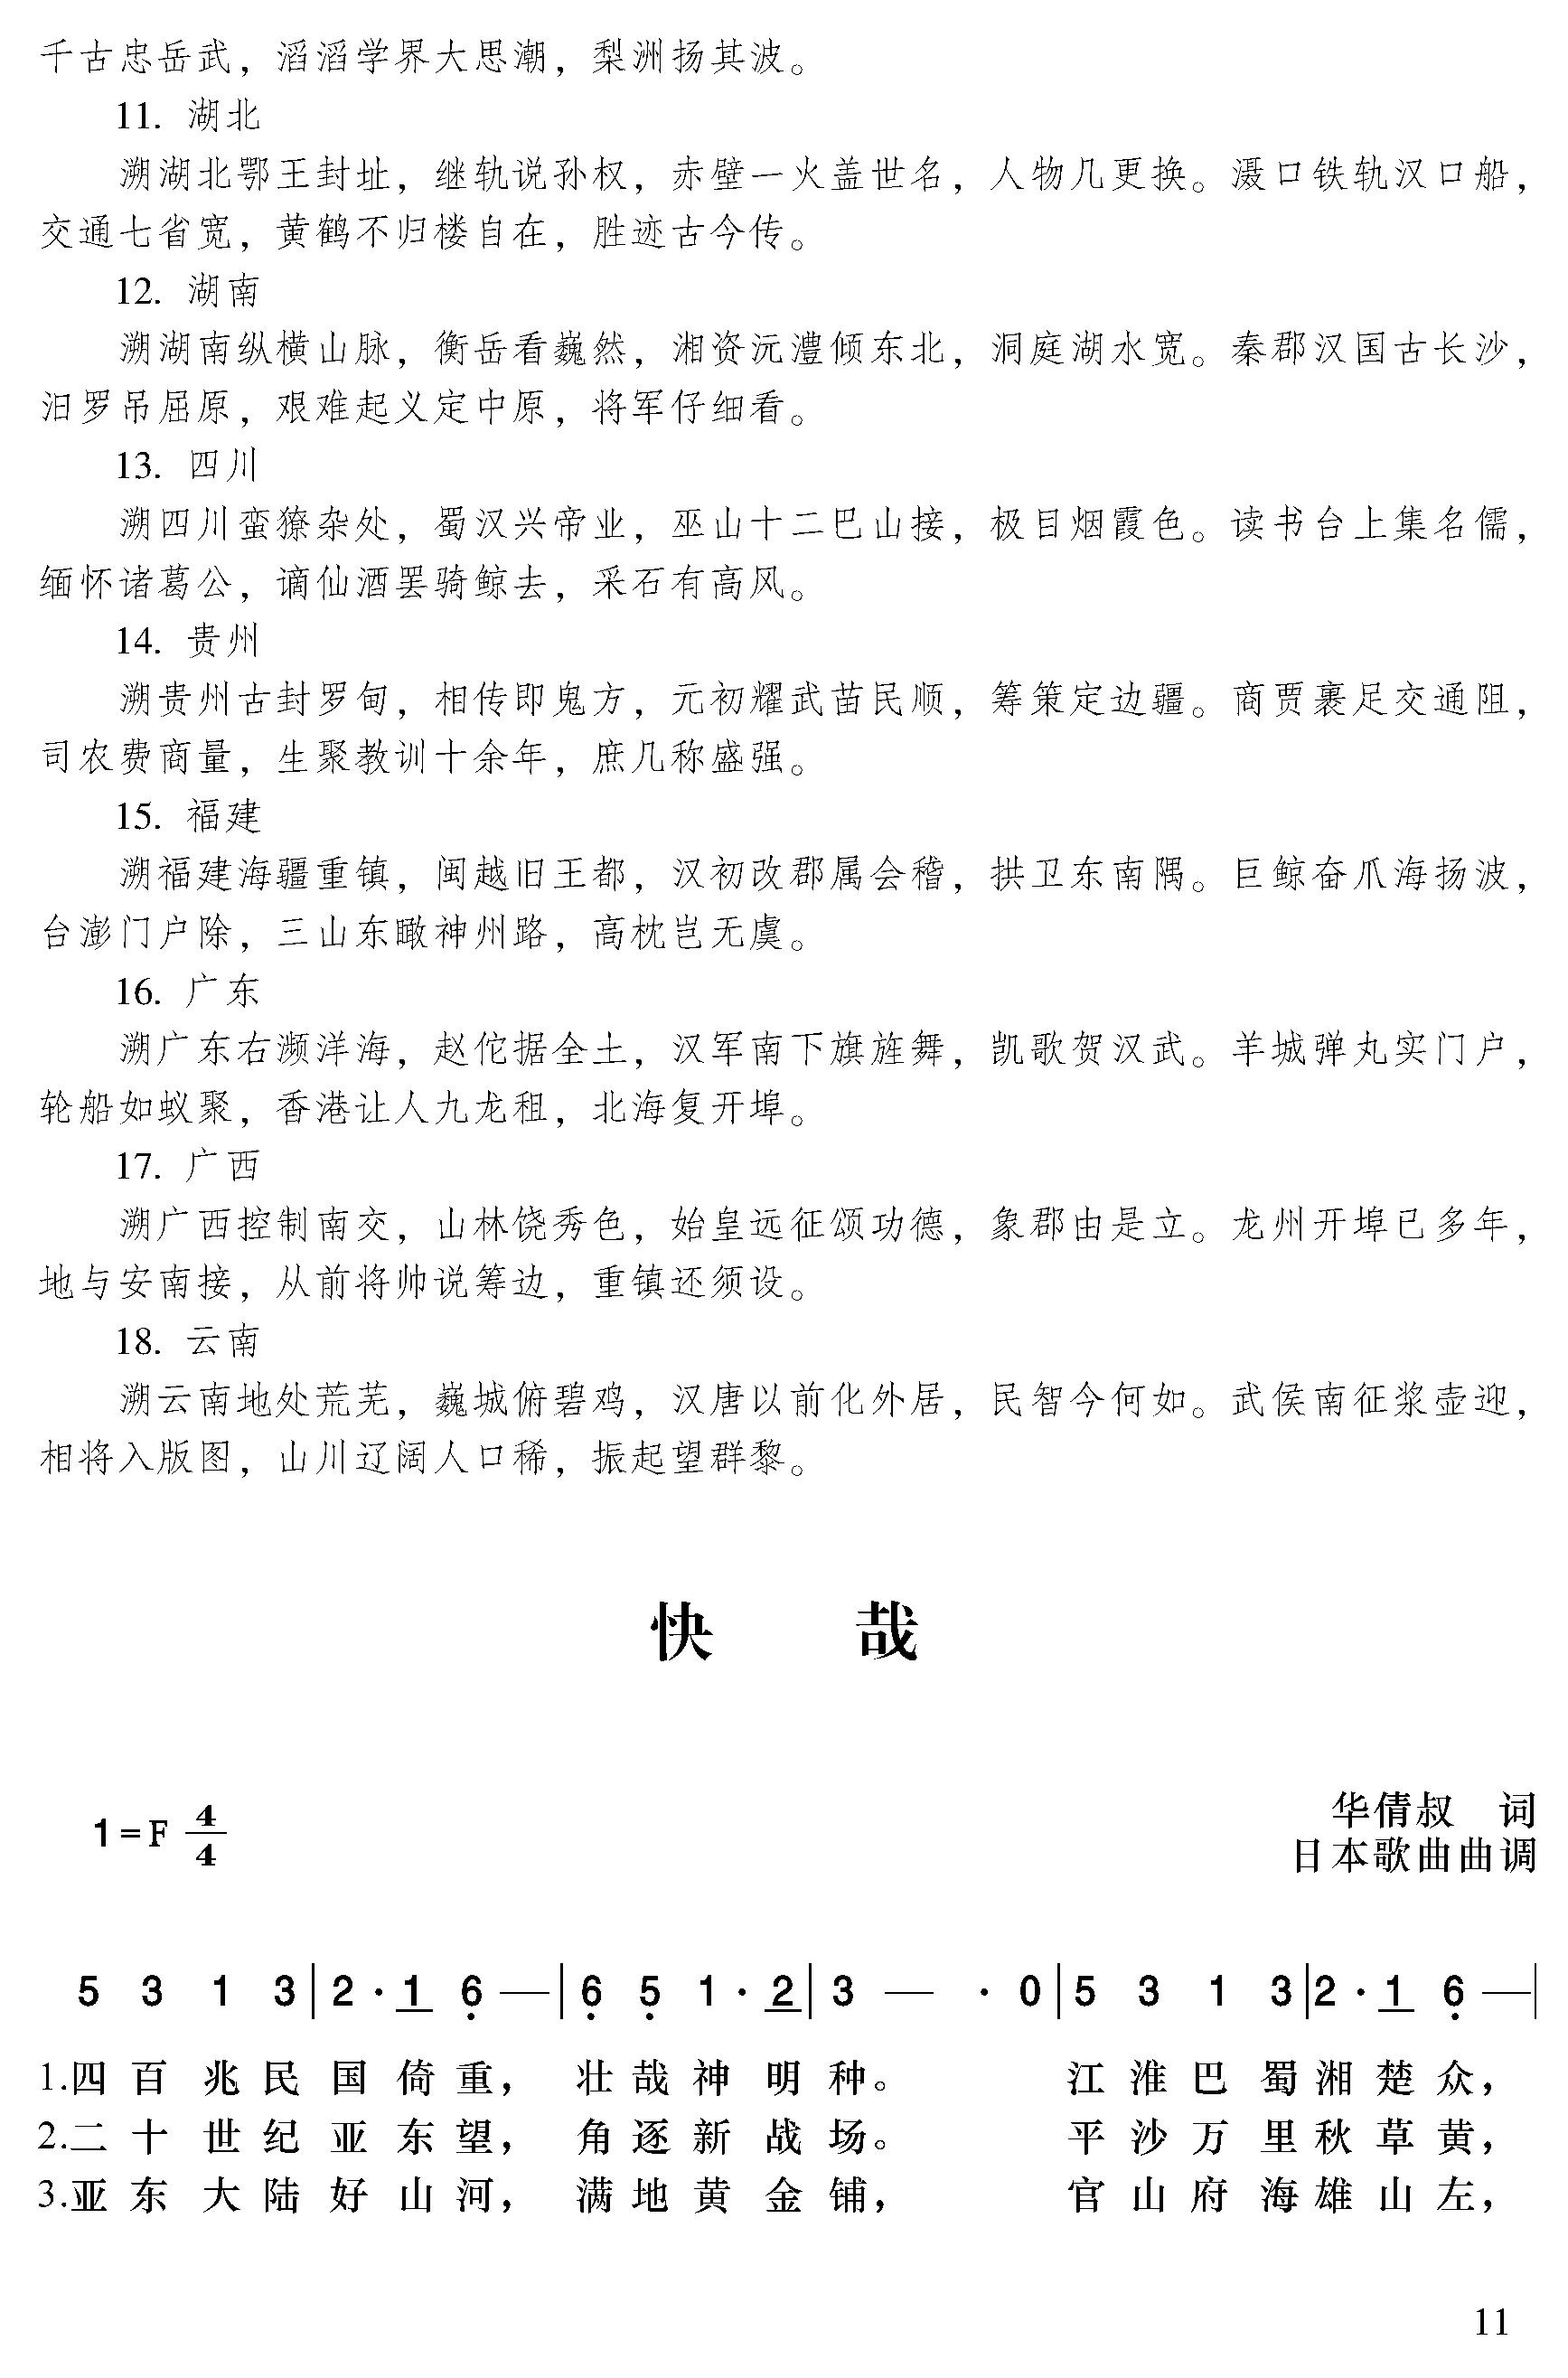 千古忠岳武，滔滔学界大思潮，梨洲扬其波。
11. 湖北
溯湖北鄂王封址，继轨说孙权，赤壁一火盖世名，人物几更换。滠口铁轨汉口船，
交通七省宽，黄鹤不归楼自在，胜迹古今传。
12. 湖南
溯湖南纵横山脉，衡岳看巍然，湘资沅澧倾东北，洞庭湖水宽。秦郡汉国古长沙，
汨罗吊屈原，艰难起义定中原，将军仔细看。
13. 四川
溯四川蛮獠杂处，蜀汉兴帝业，巫山十二巴山接，极目烟霞色。读书台上集名儒，
缅怀诸葛公，谪仙酒罢骑鲸去，采石有高风。
14. 贵州
溯贵州古封罗甸，相传即鬼方，元初耀武苗民顺，筹策定边疆。商贾裹足交通阻，
司农费商量，生聚教训十余年，庶几称盛强。
15. 福建
溯福建海疆重镇，闽越旧王都，汉初改郡属会稽，拱卫东南隅。巨鲸奋爪海扬波，
台澎门户除，三山东瞰神州路，高枕岂无虞。
16. 广东
溯广东右濒洋海，赵佗据全土，汉军南下旗旌舞，凯歌贺汉武。羊城弹丸实门户，
轮船如蚁聚，香港让人九龙租，北海复开埠。
17. 广西
溯广西控制南交，山林饶秀色，始皇远征颂功德，象郡由是立。龙州开埠已多年，
地与安南接，从前将帅说筹边，重镇还须设。
18. 云南
溯云南地处荒芜，巍城俯碧鸡，汉唐以前化外居，民智今何如。武侯南征浆壶迎，
相将入版图，山川辽阔人口稀，振起望群黎。
快 哉
1=F 4/4
华倩叔 词
日本歌曲曲调
5 3 1 3 | 2 · 1 6̣ — | 6̣ 5̣ 1 · 2 | 3 — · 0 | 5 3 1 3 | 2 · 1 6̣ — |
1.四百兆民国倚重，壮哉神明种。 江淮巴蜀湘楚众，
2.二十世纪亚东望，角逐新战场。 平沙万里秋草黄，
3.亚东大陆好山河，满地黄金铺， 官山府海雄山左，
11